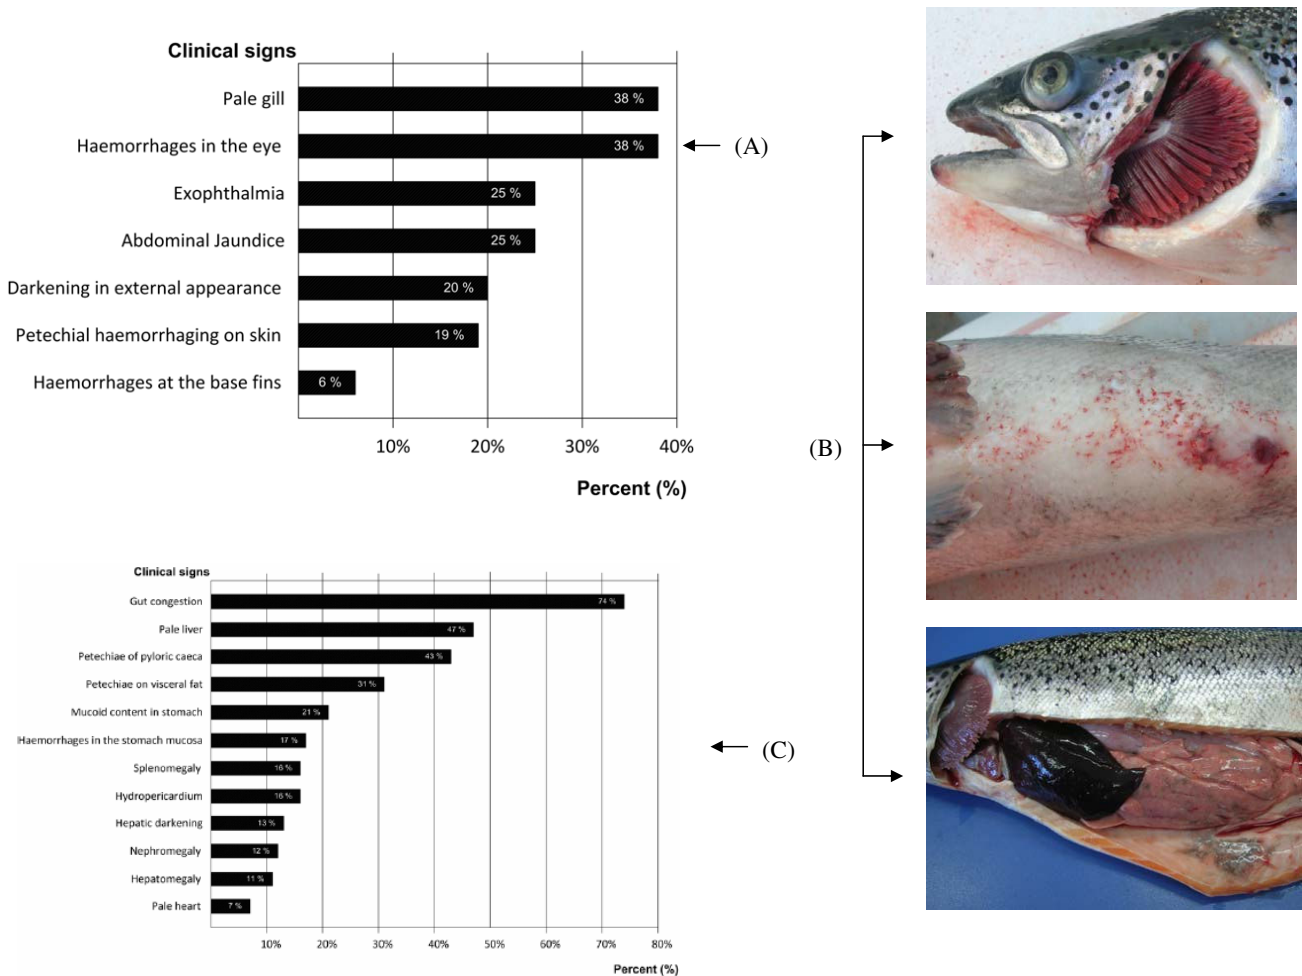 Clinical signs
Pale gill 38 %
Haemorrhages in the eye 38 %
(A)
Exophthalmia 25 %
Abdominal Jaundice 25 %
Darkening in external appearance 20 %
Petechial haemorrhaging on skin 19 %
Haemorrhages at the base fins 6 %
10% 20% 30% 40%
Percent (%)
(B)
Clinical signs
Gut congestion 74 %
Pale liver 47 %
Petechiae of pyloric caeca 43 %
Petechiae on visceral fat 31 %
Mucoid content in stomach 21 %
Haemorrhages in the stomach mucosa 17 %
(C)
Splenomegaly 16 %
Hydropericardium 16 %
Hepatic darkening 13 %
Nephromegaly 12 %
Hepatomegaly 11 %
Pale heart 7 %
10% 20% 30% 40% 50% 60% 70% 80%
Percent (%)